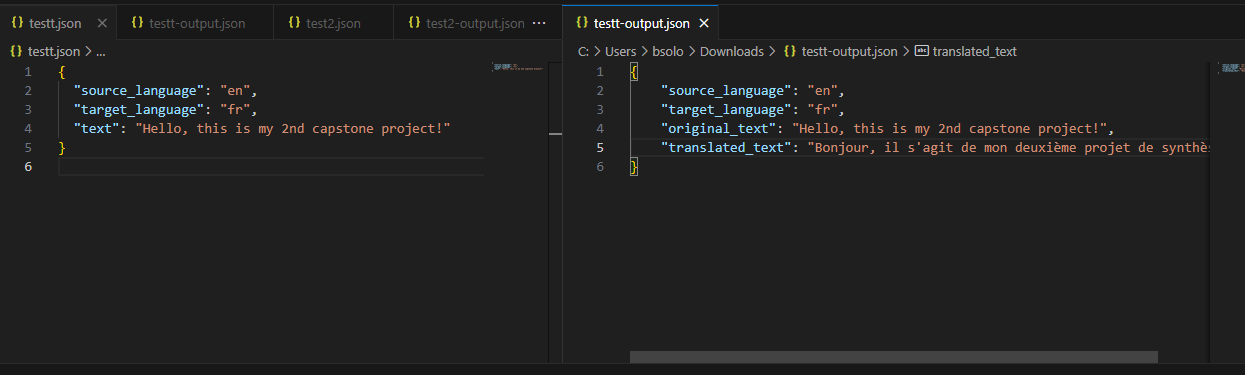 testt.json
testt-output.json
test2.json
test2-output.json ...
testt.json > ...
1 {
2 "source_language": "en",
3 "target_language": "fr",
4 "text": "Hello, this is my 2nd capstone project!"
5 }
6
testt-output.json
C: > Users > bsolo > Downloads > {} testt-output.json > abc translated_text
1 {
2 "source_language": "en",
3 "target_language": "fr",
4 "original_text": "Hello, this is my 2nd capstone project!",
5 "translated_text": "Bonjour, il s'agit de mon deuxième projet de synthès
6 }